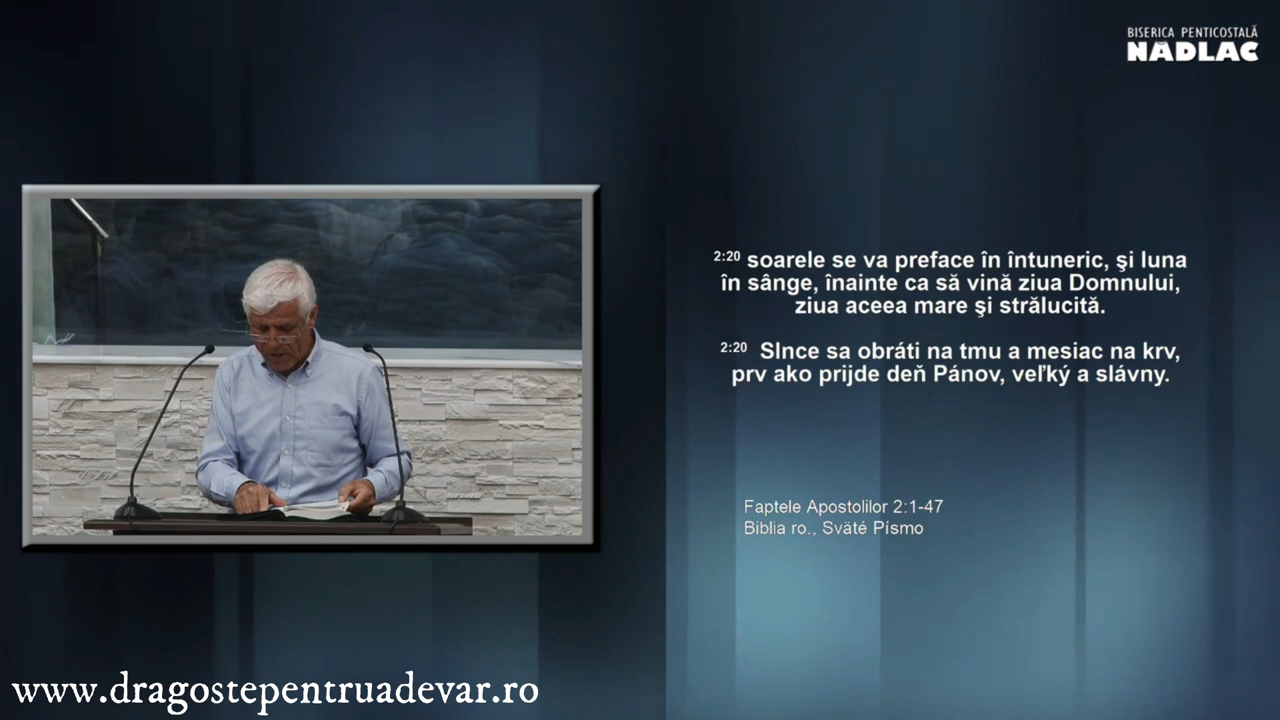 BISERICA PENTICOSTALĂ
NĂDLAC
2:20 soarele se va preface în întuneric, şi luna
în sânge, înainte ca să vină ziua Domnului,
ziua aceea mare şi strălucită.
2:20 Slnce sa obráti na tmu a mesiac na krv,
prv ako prijde deň Pánov, veľký a slávny.
Faptele Apostolilor 2:1-47
Biblia ro., Sväté Písmo
www.dragostepentruadevar.ro